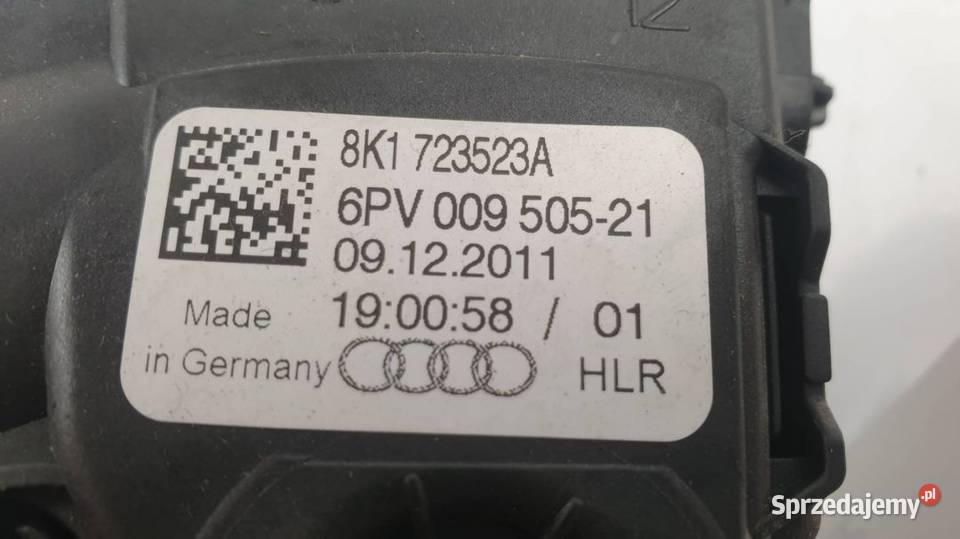 8K1 723523A
6PV 009 505-21
09.12.2011
Made 19:00:58 / 01
in Germany HLR
Sprzedajemy.pl